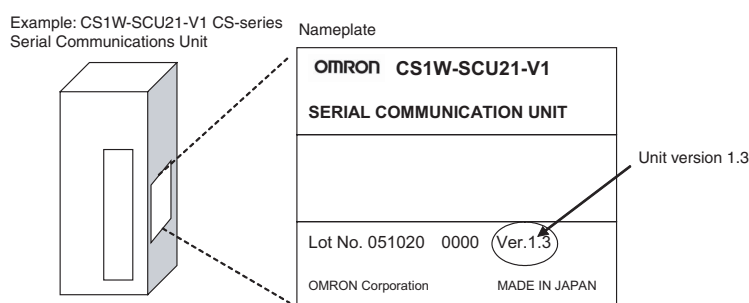 Example: CS1W-SCU21-V1 CS-series
Serial Communications Unit
Nameplate
OMRON CS1W-SCU21-V1
SERIAL COMMUNICATION UNIT
Unit version 1.3
Lot No. 051020 0000 Ver.1.3
OMRON Corporation MADE IN JAPAN